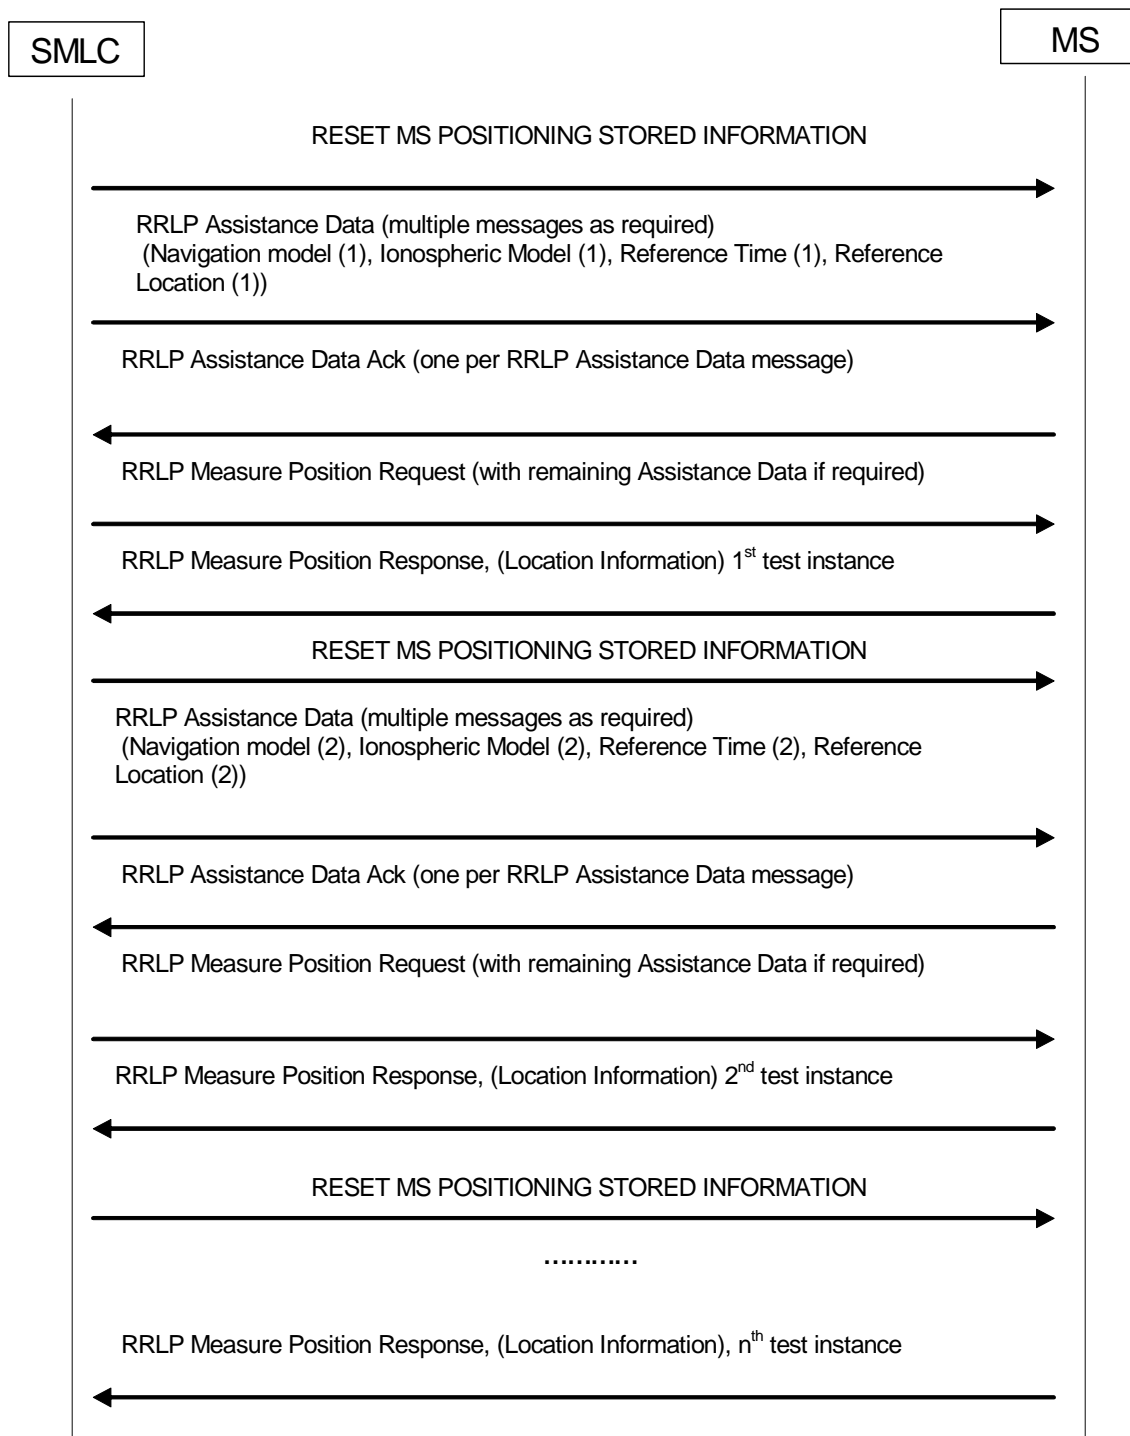 SMLC
MS
RESET MS POSITIONING STORED INFORMATION
RRLP Assistance Data (multiple messages as required)
(Navigation model (1), Ionospheric Model (1), Reference Time (1), Reference
Location (1))
RRLP Assistance Data Ack (one per RRLP Assistance Data message)
RRLP Measure Position Request (with remaining Assistance Data if required)
RRLP Measure Position Response, (Location Information) 1st test instance
RESET MS POSITIONING STORED INFORMATION
RRLP Assistance Data (multiple messages as required)
(Navigation model (2), Ionospheric Model (2), Reference Time (2), Reference
Location (2))
RRLP Assistance Data Ack (one per RRLP Assistance Data message)
RRLP Measure Position Request (with remaining Assistance Data if required)
RRLP Measure Position Response, (Location Information) 2nd test instance
RESET MS POSITIONING STORED INFORMATION
…………
RRLP Measure Position Response, (Location Information), nth test instance